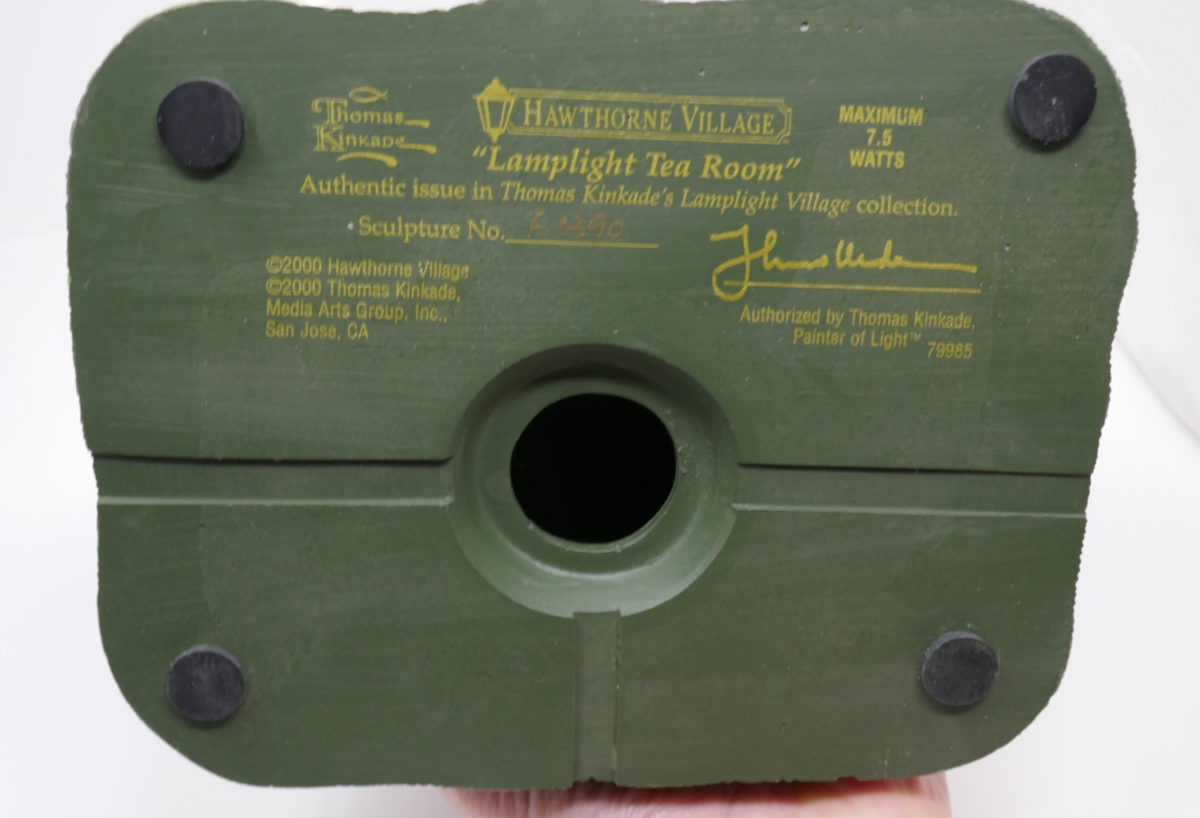 Thomas
Kinkade
HAWTHORNE VILLAGE
MAXIMUM
7.5
WATTS
"Lamplight Tea Room"
Authentic issue in Thomas Kinkade's Lamplight Village collection.
Sculpture No.
©2000 Hawthorne Village
©2000 Thomas Kinkade,
Media Arts Group, Inc.,
San Jose, CA
Authorized by Thomas Kinkade,
Painter of Light™ 79985